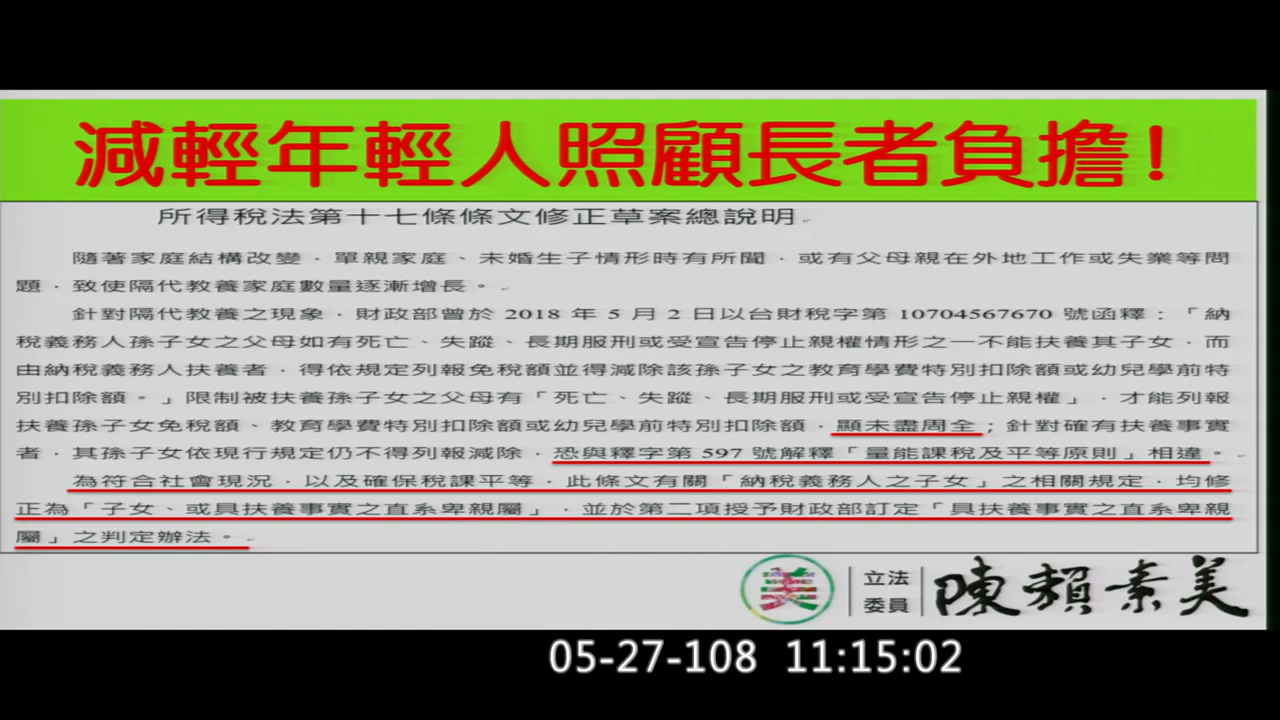 減輕年輕人照顧長者負擔!
所得稅法第十七條條文修正草案總說明
隨著家庭結構改變，單親家庭、未婚生子情形時有所聞，或有父母親在外地工作或失業等問
題，致使隔代教養家庭數量逐漸增長。
針對隔代教養之現象，財政部曾於 2018 年 5 月 2 日以台財稅字第 10704567670 號函釋：「納
稅義務人孫子女之父母如有死亡、失蹤、長期服刑或受宣告停止親權情形之一不能扶養其子女，而
由納稅義務人扶養者，得依規定列報免稅額並得減除該孫子女之教育學費特別扣除額或幼兒學前特
別扣除額。」限制被扶養孫子女之父母有「死亡、失蹤、長期服刑或受宣告停止親權」，才能列報
扶養孫子女免稅額、教育學費特別扣除額或幼兒學前特別扣除額，顯未盡周全；針對確有扶養事實
者，其孫子女依現行規定仍不得列報減除，恐與釋字第 597 號解釋「量能課稅及平等原則」相違。
為符合社會現況，以及確保稅課平等，此條文有關「納稅義務人之子女」之相關規定，均修
正為「子女、或具扶養事實之直系卑親屬」，並於第二項授予財政部訂定「具扶養事實之直系卑親
屬」之判定辦法。
美
立法
委員
陳賴素美
05-27-108 11:15:02